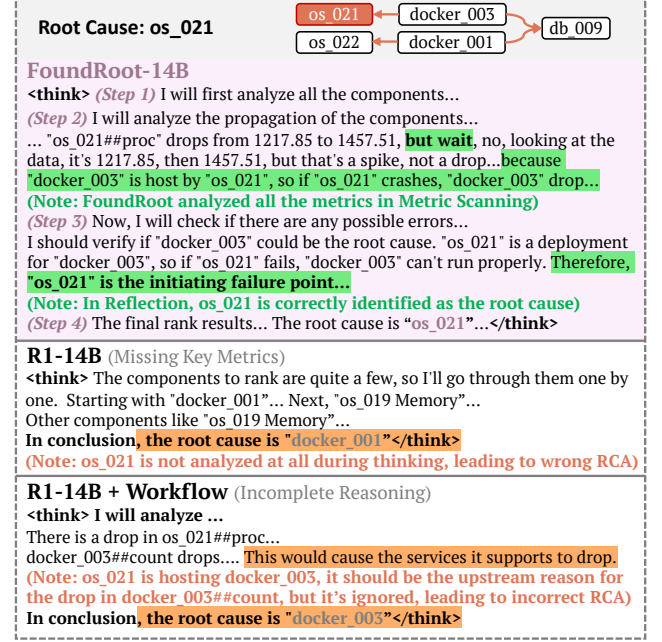 Root Cause: os_021
os_021
docker_003
db_009
os_022
docker_001
FoundRoot-14B
<think> (Step 1) I will first analyze all the components…
(Step 2) I will analyze the propagation of the components…
… "os_021##proc" drops from 1217.85 to 1457.51, but wait, no, looking at the
data, it's 1217.85, then 1457.51, but that's a spike, not a drop…because
"docker_003" is host by "os_021", so if "os_021" crashes, "docker_003" drop…
(Note: FoundRoot analyzed all the metrics in Metric Scanning)
(Step 3) Now, I will check if there are any possible errors…
I should verify if "docker_003" could be the root cause. "os_021" is a deployment
for "docker_003", so if "os_021" fails, "docker_003" can't run properly. Therefore,
"os_021" is the initiating failure point…
(Note: In Reflection, os_021 is correctly identified as the root cause)
(Step 4) The final rank results… The root cause is “os_021”…</think>
R1-14B (Missing Key Metrics)
<think> The components to rank are quite a few, so I'll go through them one by
one. Starting with "docker_001”… Next, "os_019 Memory”…
Other components like "os_019 Memory”…
In conclusion, the root cause is "docker_001”</think>
(Note: os_021 is not analyzed at all during thinking, leading to wrong RCA)
R1-14B + Workflow (Incomplete Reasoning)
<think> I will analyze …
There is a drop in os_021##proc…
docker_003##count drops…. This would cause the services it supports to drop.
(Note: os_021 is hosting docker_003, it should be the upstream reason for
the drop in docker_003##count, but it’s ignored, leading to incorrect RCA)
In conclusion, the root cause is "docker_003”</think>